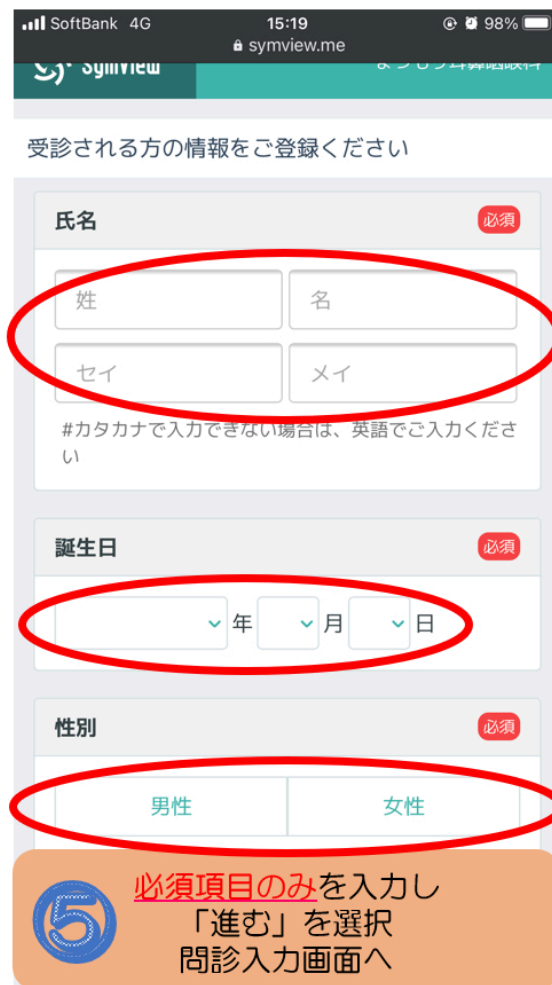 SoftBank 4G 15:19 98%
symview.me
SymView
受診される方の情報をご登録ください
氏名 必須
姓 名
セイ メイ
#カタカナで入力できない場合は、英語でご入力くださ
い
誕生日 必須
年 月 日
性別 必須
男性 女性
5 必須項目のみを入力し
「進む」を選択
問診入力画面へ